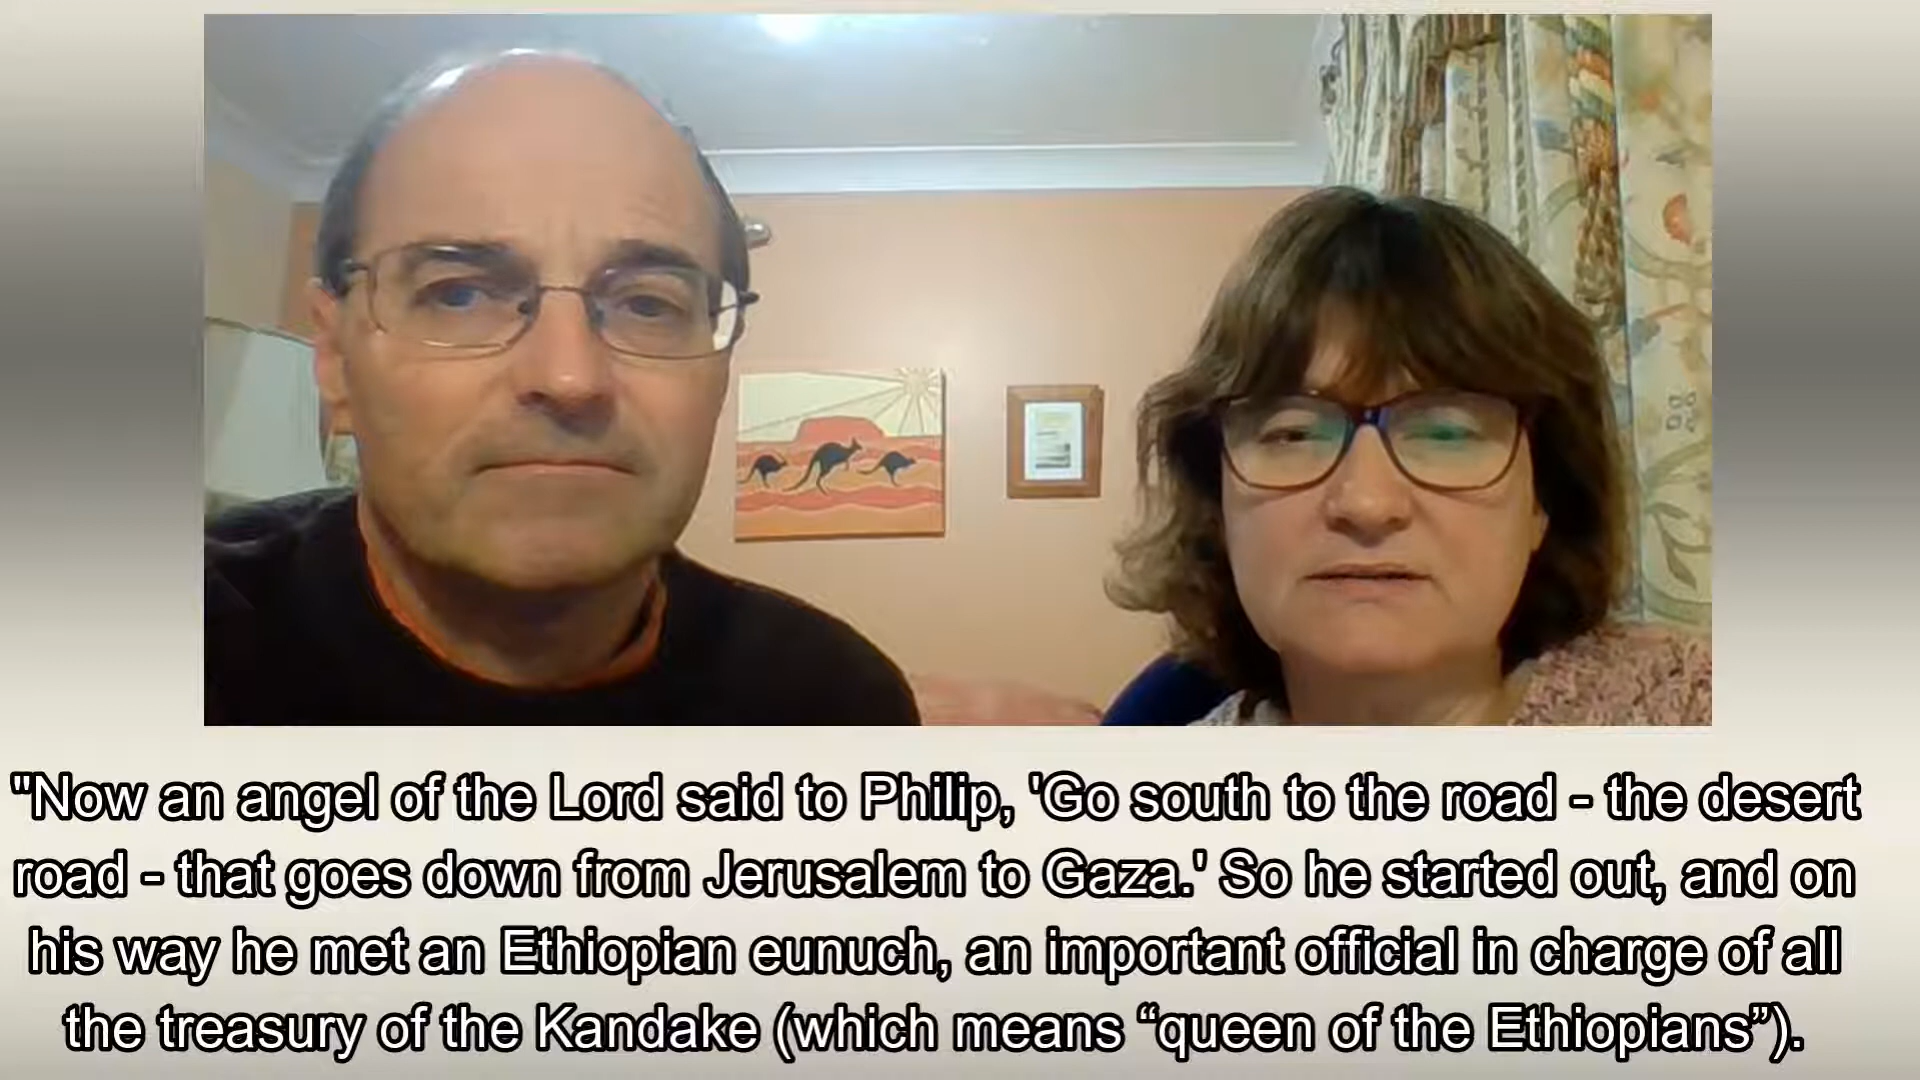 "Now an angel of the Lord said to Philip, 'Go south to the road - the desert
road - that goes down from Jerusalem to Gaza.' So he started out, and on
his way he met an Ethiopian eunuch, an important official in charge of all
the treasury of the Kandake (which means “queen of the Ethiopians”).